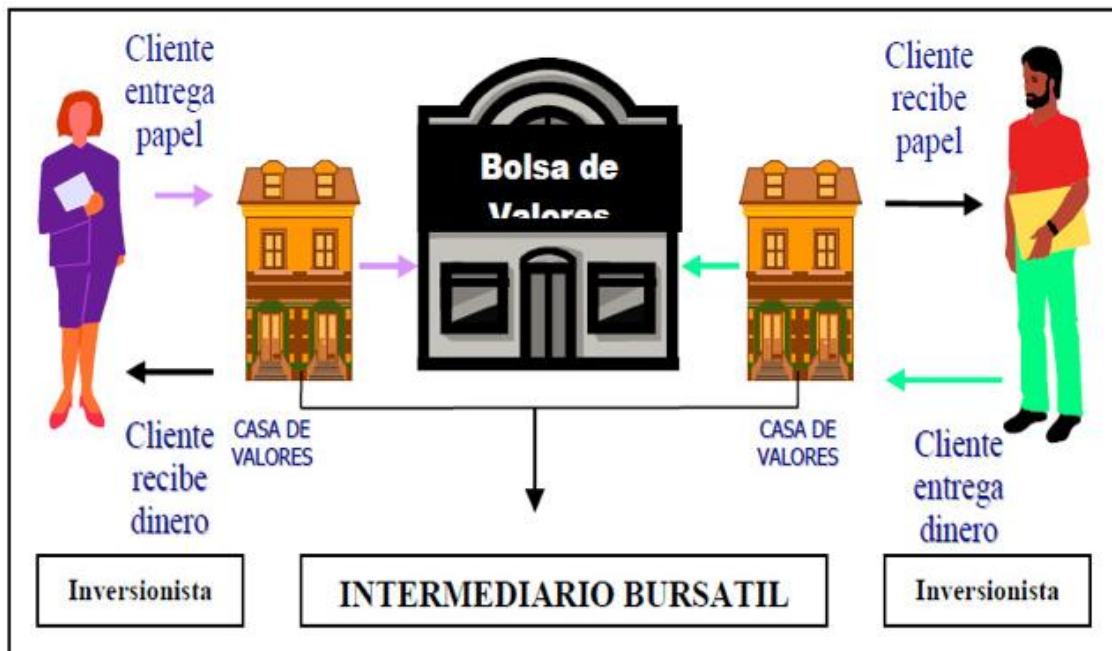 Cliente
entrega
papel
Bolsa de
Valores
Cliente
recibe
papel
Cliente
recibe
dinero
CASA DE
VALORES
CASA DE
VALORES
Cliente
entrega
dinero
Inversionista
INTERMEDIARIO BURSATIL
Inversionista